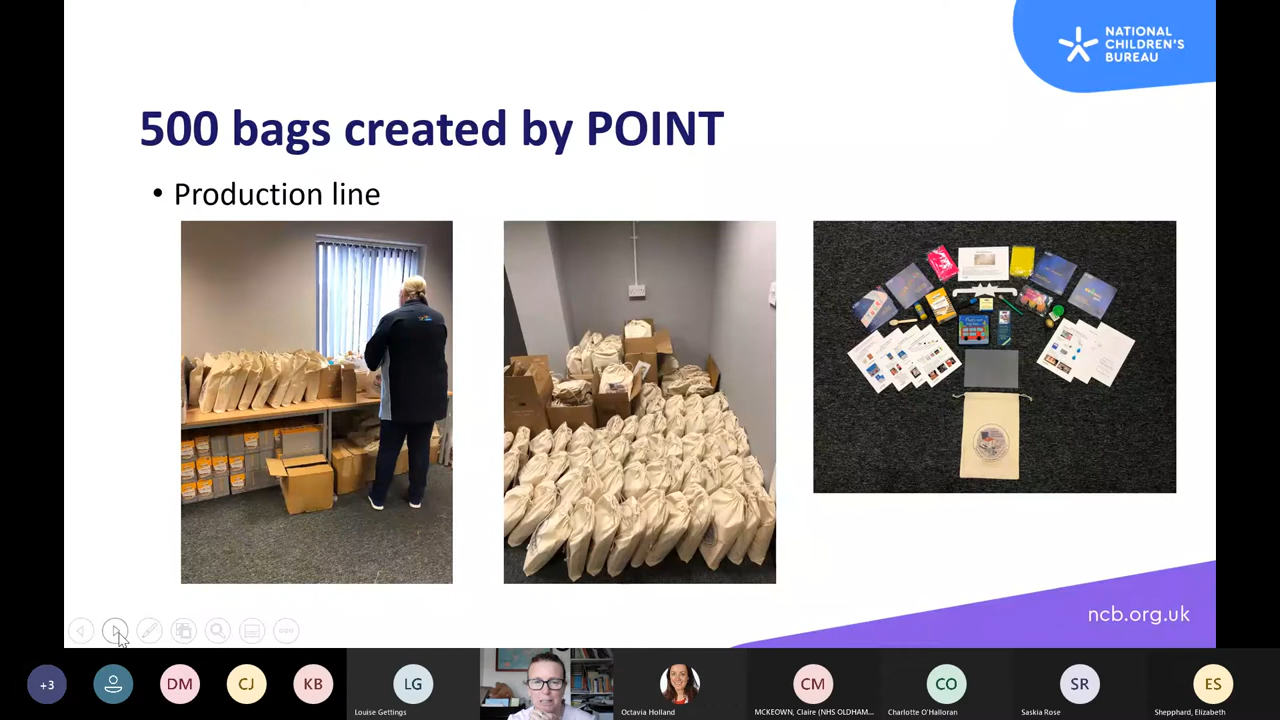 NATIONAL
CHILDREN'S
BUREAU
500 bags created by POINT
• Production line
ncb.org.uk
+3
DM
CJ
KB
LG
CM
CO
SR
ES
Louise Gettings
Octavia Holland
MCKEOWN, Claire (NHS OLDHAM...
Charlotte O'Halloran
Saskia Rose
Shepphard, Elizabeth